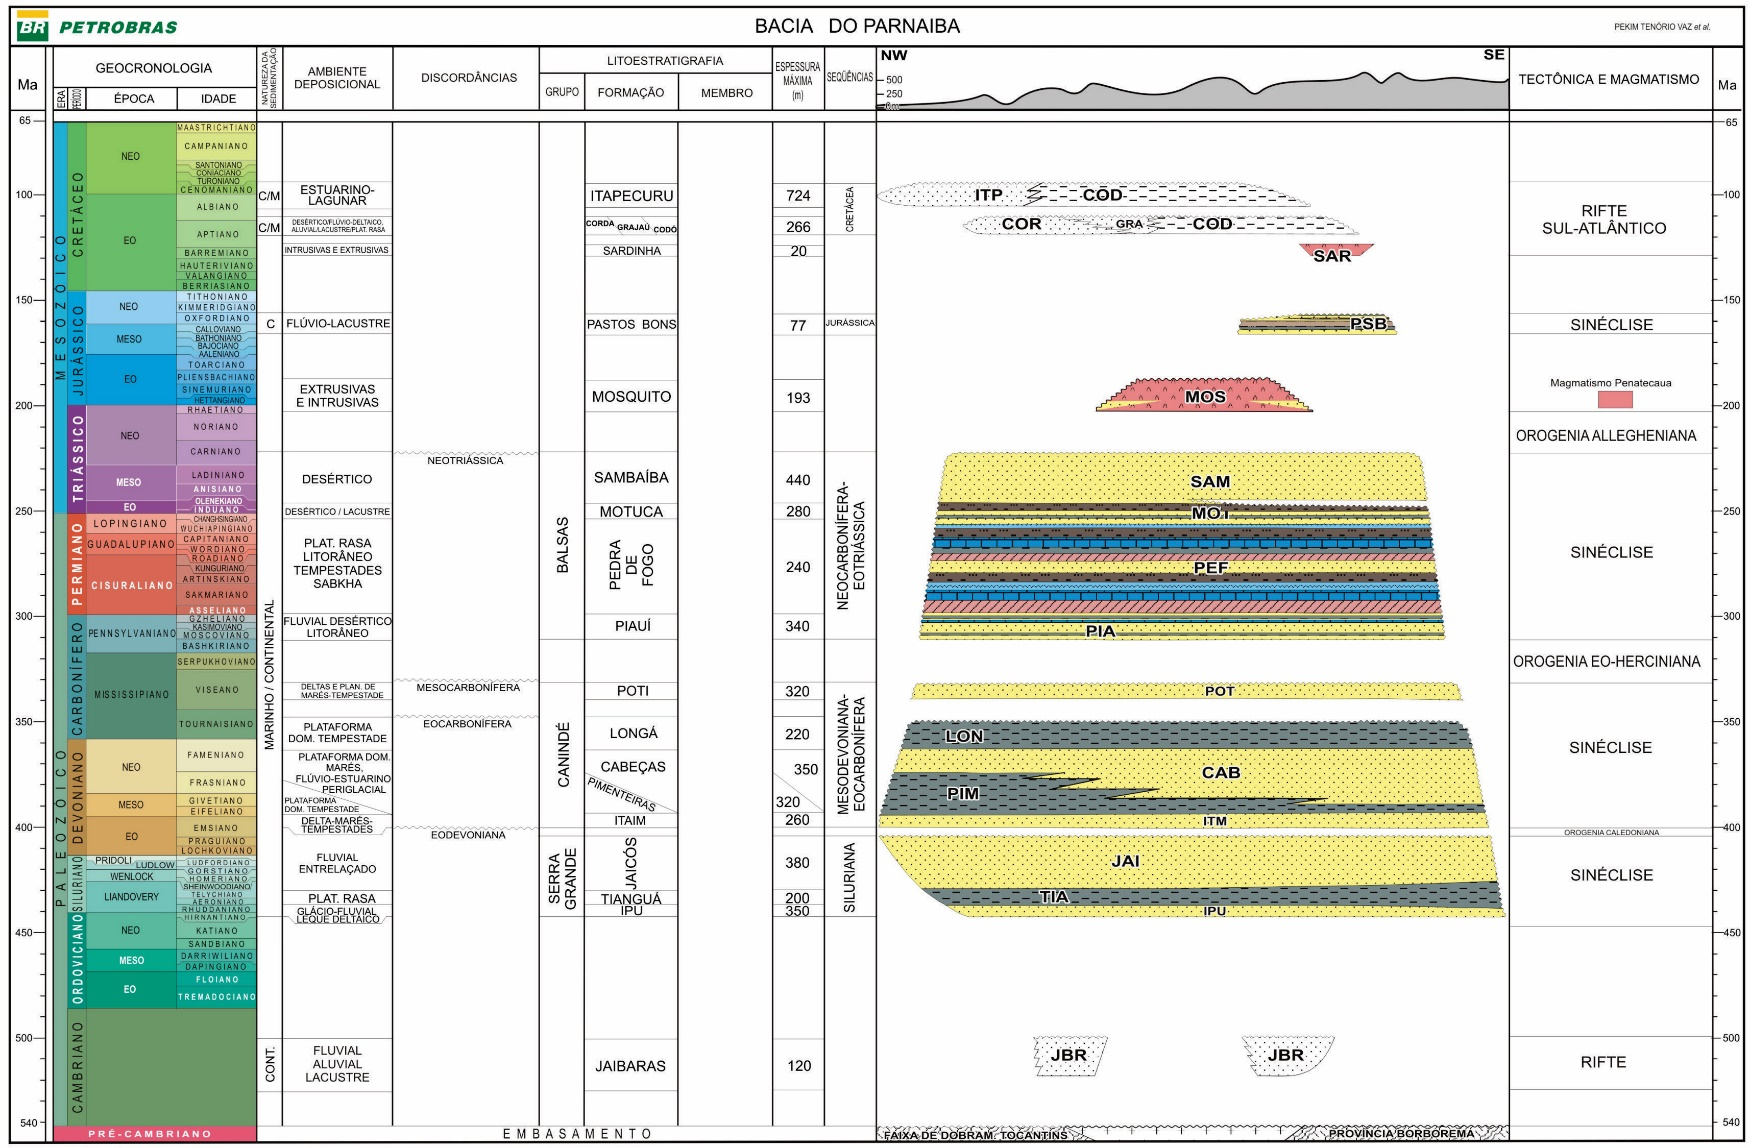 BR PETROBRAS
BACIA DO PARNAIBA
PEKIM TENÓRIO VAZ et al.
Ma
GEOCRONOLOGIA
ERA
PERÍODO
ÉPOCA
IDADE
NATUREZA DA SEDIMENTAÇÃO
AMBIENTE
DEPOSICIONAL
DISCORDÂNCIAS
LITOESTRATIGRAFIA
GRUPO
FORMAÇÃO
MEMBRO
ESPESSURA
MÁXIMA
(m)
SEQÜÊNCIAS
NW
SE
500
250
0m
TECTÔNICA E MAGMATISMO
Ma
65
100
150
200
250
300
350
400
450
500
540
MESOZOICO
PALEOZÓICO
CRETÁCEO
JURÁSSICO
TRIÁSSICO
PERMIANO
CARBONÍFERO
DEVONIANO
SILURIANO
ORDOVICIANO
CAMBRIANO
PRÉ-CAMBRIANO
NEO
EO
NEO
MESO
EO
NEO
MESO
EO
LOPINGIANO
GUADALUPIANO
CISURALIANO
PENNSYLVANIANO
MISSISSIPIANO
NEO
MESO
EO
PRIDOLI
LUDLOW
WENLOCK
LIANDOVERY
NEO
MESO
EO
MAASTRICHTIANO
CAMPANIANO
SANTONIANO
CONIACIANO
TURONIANO
CENOMANIANO
ALBIANO
APTIANO
BARREMIANO
HAUTERIVIANO
VALANGIANO
BERRIASIANO
TITHONIANO
KIMMERIDGIANO
OXFORDIANO
CALLOVIANO
BATHONIANO
BAJOCIANO
AALENIANO
TOARCIANO
PLIENSBACHIANO
SINEMURIANO
HETTANGIANO
RHAETIANO
NORIANO
CARNIANO
LADINIANO
ANISIANO
OLENEKIANO
INDUANO
CHANGHSINGIANO
WUCHIAPINGIANO
CAPITANIANO
WORDIANO
ROADIANO
KUNGURIANO
ARTINSKIANO
SAKMARIANO
ASSELIANO
GZHELIANO
KASIMOVIANO
MOSCOVIANO
BASHKIRIANO
SERPUKHOVIANO
VISEANO
TOURNAISIANO
FAMENIANO
FRASNIANO
GIVETIANO
EIFELIANO
EMSIANO
PRAGUIANO
LOCHKOVIANO
LUDFORDIANO
GORSTIANO
HOMERIANO
SHEINWOODIANO
TELYCHIANO
AERONIANO
RHUDDANIANO
HIRNANTIANO
KATIANO
SANDBIANO
DARRIWILIANO
DAPINGIANO
FLOIANO
TREMADOCIANO
C/M
C/M
C
MARINHO / CONTINENTAL
CONT.
ESTUARINO-
LAGUNAR
DESÉRTICO/FLÚVIO-DELTAICO,
ALUVIAL/LACUSTRE/PLAT. RASA
INTRUSIVAS E EXTRUSIVAS
FLÚVIO-LACUSTRE
EXTRUSIVAS
E INTRUSIVAS
DESÉRTICO
DESÉRTICO / LACUSTRE
PLAT. RASA
LITORÂNEO
TEMPESTADES
SABKHA
FLUVIAL DESÉRTICO
LITORÂNEO
DELTAS E PLAN. DE
MARÉS-TEMPESTADE
PLATAFORMA
DOM. TEMPESTADE
PLATAFORMA DOM.
MARÉS,
FLÚVIO-ESTUARINO
PERIGLACIAL
PLATAFORMA
DOM. TEMPESTADE
DELTA-MARÉS-
TEMPESTADES
FLUVIAL
ENTRELAÇADO
PLAT. RASA
GLÁCIO-FLUVIAL
LEQUE DELTAICO
FLUVIAL
ALUVIAL
LACUSTRE
NEOTRIÁSSICA
MESOCARBONÍFERA
EOCARBONÍFERA
EODEVONIANA
BALSAS
CANINDÉ
SERRA
GRANDE
ITAPECURU
CORDA
GRAJAÚ
CODÓ
SARDINHA
PASTOS BONS
MOSQUITO
SAMBAÍBA
MOTUCA
PEDRA
DE
FOGO
PIAUÍ
POTI
LONGÁ
CABEÇAS
PIMENTEIRAS
ITAIM
JAICÓS
TIANGUÁ
IPU
JAIBARAS
724
266
20
77
193
440
280
240
340
320
220
350
320
260
380
200
350
120
CRETÁCEA
JURÁSSICA
NEOCARBONÍFERA-
EOTRIÁSSICA
MESODEVONIANA-
EOCARBONÍFERA
SILURIANA
ITP
COD
COR
GRA
COD
SAR
PSB
MOS
SAM
MOT
PEF
PIA
POT
LON
CAB
PIM
ITM
JAI
TIA
IPU
JBR
JBR
RIFTE
SUL-ATLÂNTICO
SINÉCLISE
Magmatismo Penatecaua
OROGENIA ALLEGHENIANA
SINÉCLISE
OROGENIA EO-HERCINIANA
SINÉCLISE
OROGENIA CALEDONIANA
SINÉCLISE
RIFTE
65
100
150
200
250
300
350
400
450
500
540
EMBASAMENTO
FAIXA DE DOBRAM. TOCANTINS
PROVÍNCIA BORBOREMA